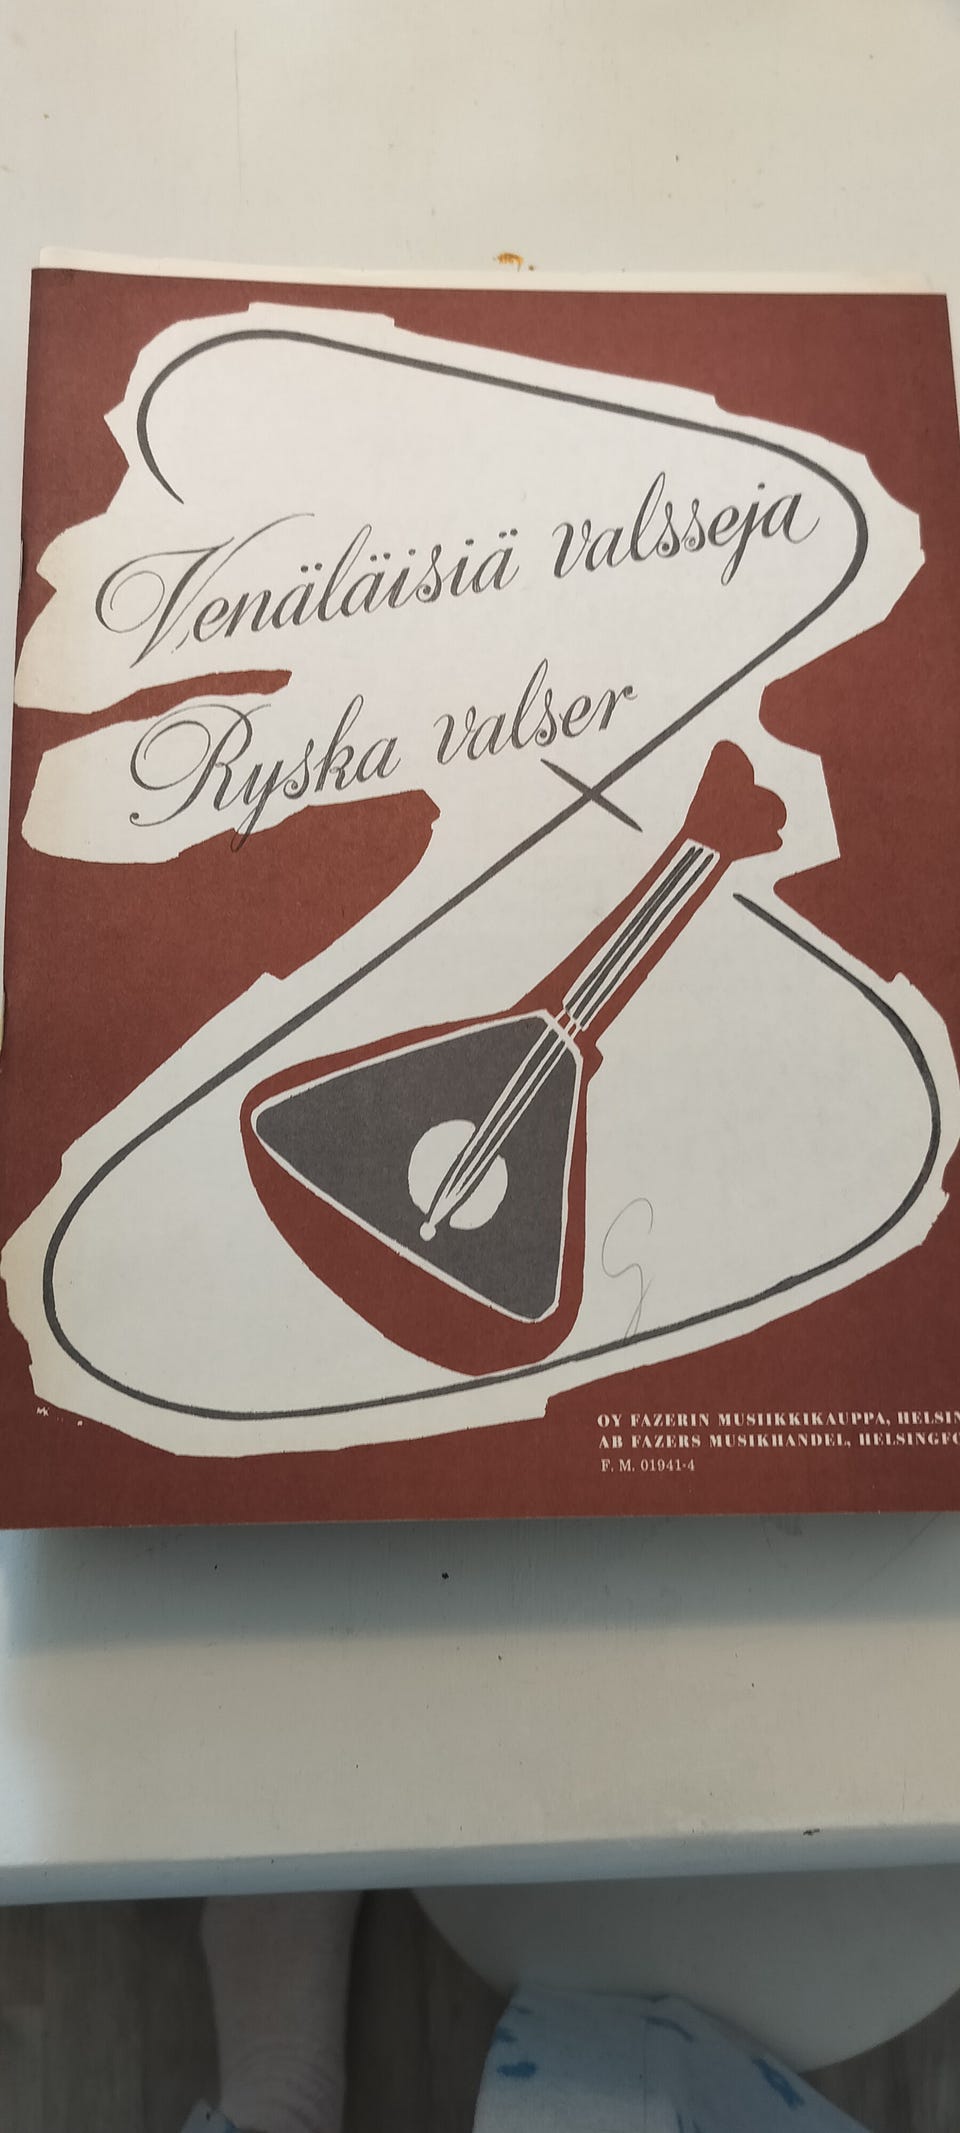 Venäläisiä valsseja
Ryska valser
OY FAZERIN MUSIIKKIKAUPPA,
AB FAZERS MUSIKHANDEL,
F. M. 01941-4